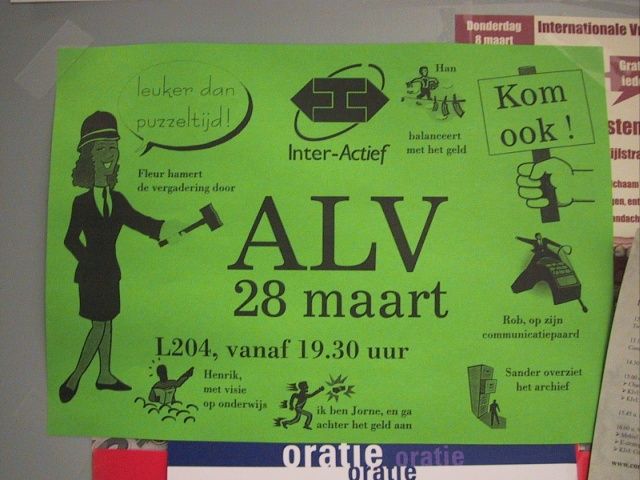 Donderdag
8 maart
Internationale
leuker dan
puzzeltijd!
Inter-Actief
Han
balanceert
met het geld
Kom
ook!
Fleur hamert
de vergadering door
ALV
28 maart
L204, vanaf 19.30 uur
Rob, op zijn
communicatiepaard
Henrik,
met visie
op onderwijs
ik ben Jorne, en ga
achter het geld aan
Sander overziet
het archief
oratie oratie
oratie